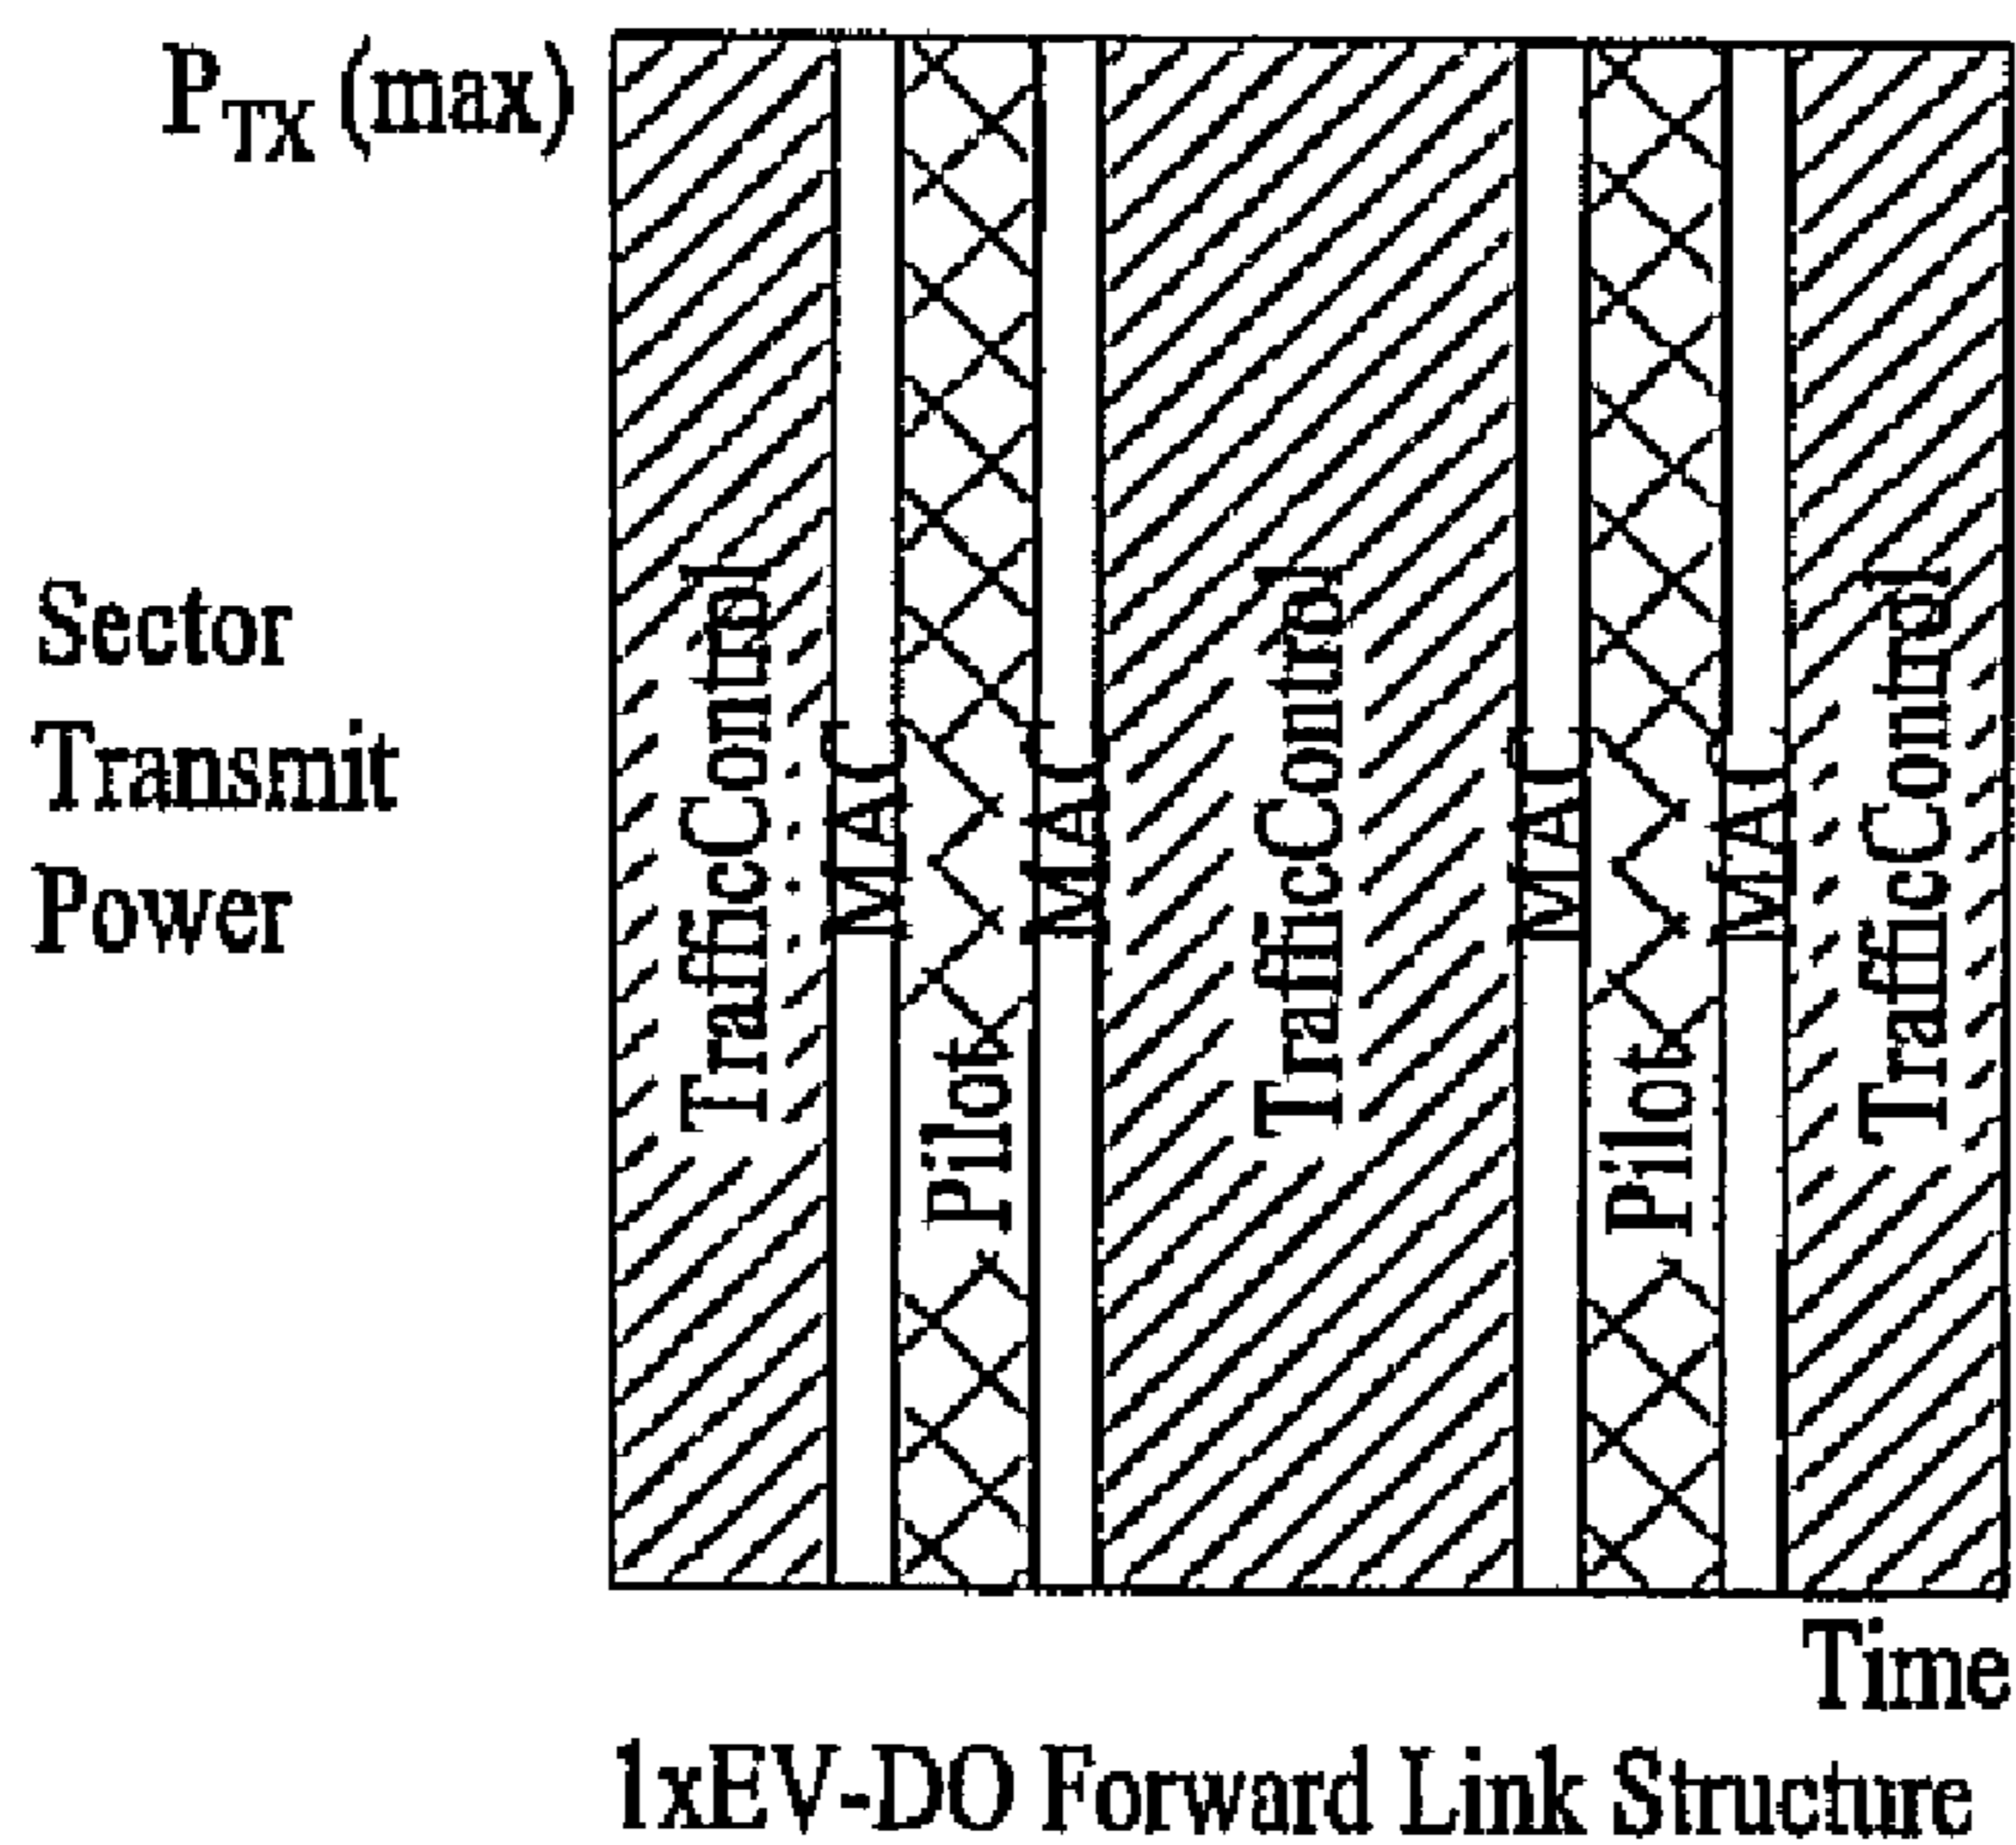 P_TX (max)
Sector
Transmit
Power
TrafficControl
MAC
Pilot
MAC
TrafficControl
MAC
Pilot
MAC
TrafficControl
Time
1xEV-DO Forward Link Structure